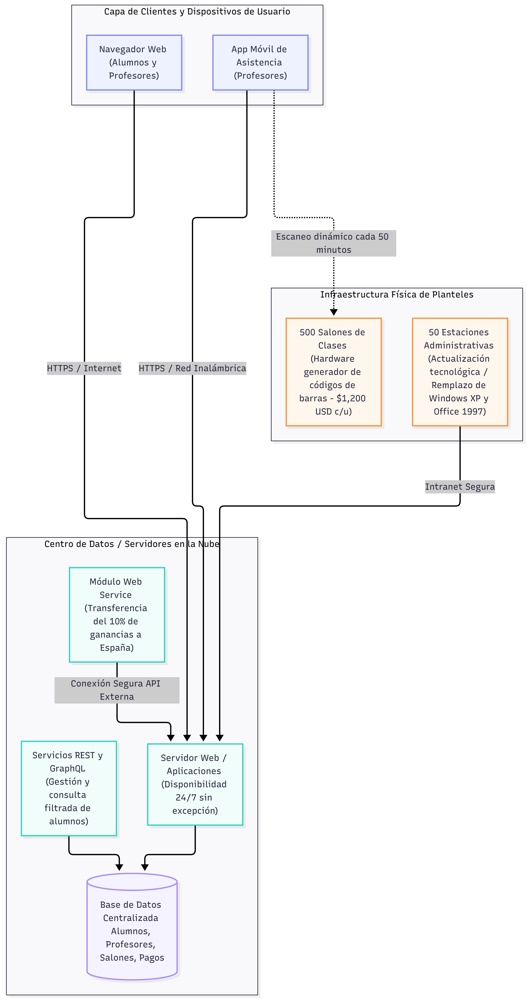 Capa de Clientes y Dispositivos de Usuario
Navegador Web
(Alumnos y
Profesores)
App Móvil de
Asistencia
(Profesores)
Escaneo dinámico cada 50
minutos
Infraestructura Física de Planteles
500 Salones de
Clases
(Hardware
generador de
códigos de
barras - $1,200
USD c/u)
50 Estaciones
Administrativas
(Actualización
tecnológica /
Remplazo de
Windows XP y
Office 1997)
HTTPS / Internet
HTTPS / Red Inalámbrica
Intranet Segura
Centro de Datos / Servidores en la Nube
Módulo Web
Service
(Transferencia
del 10% de
ganancias a
España)
Conexión Segura API
Externa
Servicios REST y
GraphQL
(Gestión y
consulta
filtrada de
alumnos)
Servidor Web /
Aplicaciones
(Disponibilidad
24/7 sin
excepción)
Base de Datos
Centralizada
Alumnos,
Profesores,
Salones, Pagos